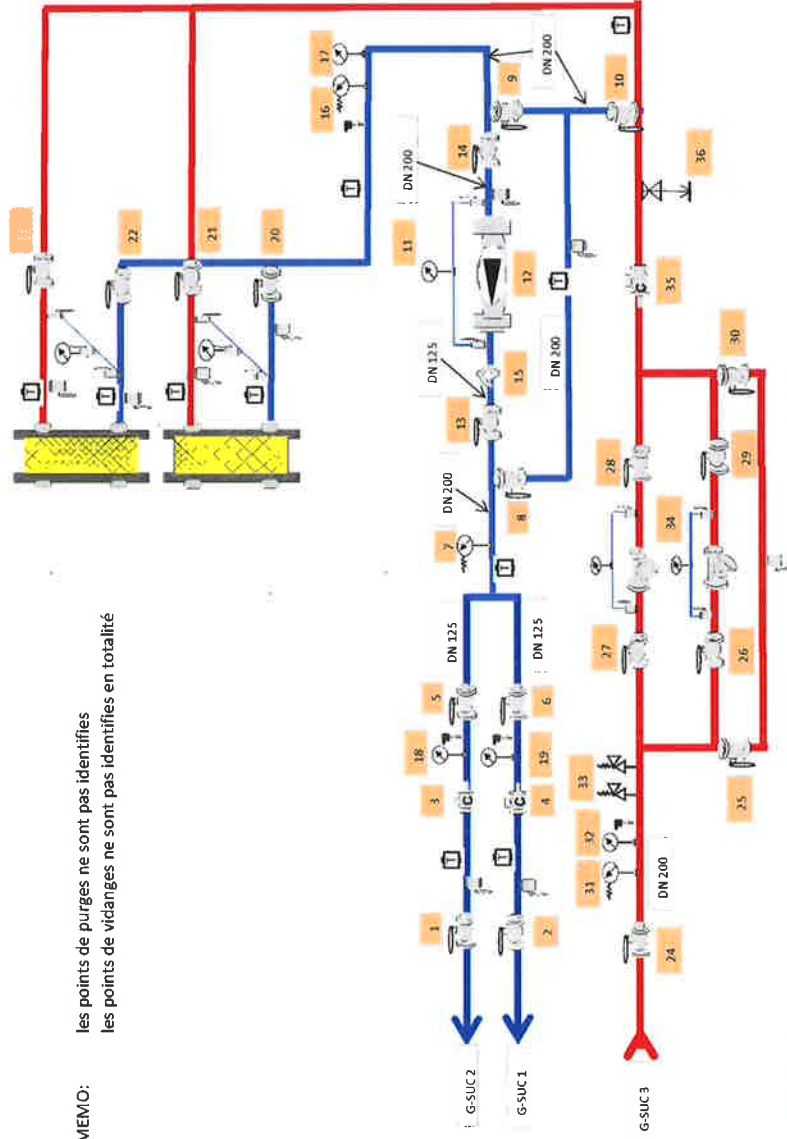 MEMO:
les points de purges ne sont pas identifies
les points de vidanges ne sont pas identifies en totalité
22
21
20
T
T
T
T
T
T
16
17
DN 200
9
10
14
DN 200
11
12
DN 125
15
13
DN 200
T
8
DN 200
7
T
36
35
C
30
28
29
34
27
26
25
DN 125
DN 125
5
6
18
19
3
4
C
C
T
T
1
2
33
32
31
DN 200
24
G-SUC 2
G-SUC 1
G-SUC 3